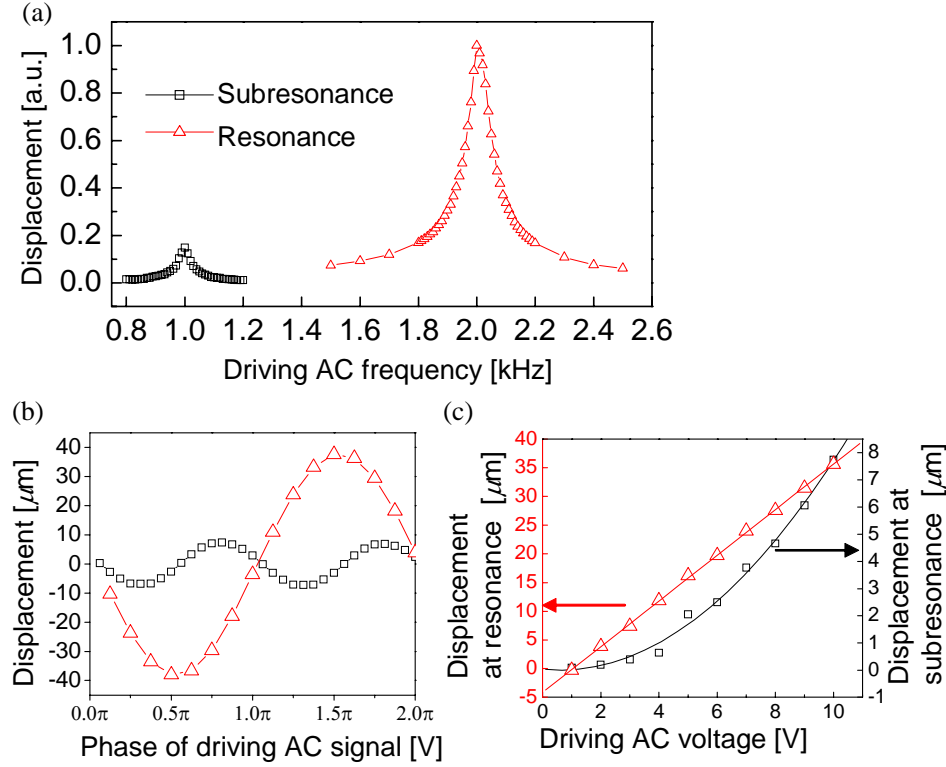 (a)
1.0
0.8
0.6
0.4
0.2
0.0
Displacement [a.u.]
Subresonance
Resonance
0.8 1.0 1.2 1.4 1.6 1.8 2.0 2.2 2.4 2.6
Driving AC frequency [kHz]
(b)
40
30
20
10
0
-10
-20
-30
-40
Displacement [μm]
0.0π 0.5π 1.0π 1.5π 2.0π
Phase of driving AC signal [V]
(c)
40
35
30
25
20
15
10
5
0
-5
Displacement
at resonance [μm]
8
7
6
5
4
3
2
1
0
-1
Displacement at
subresonance [μm]
0 2 4 6 8 10
Driving AC voltage [V]